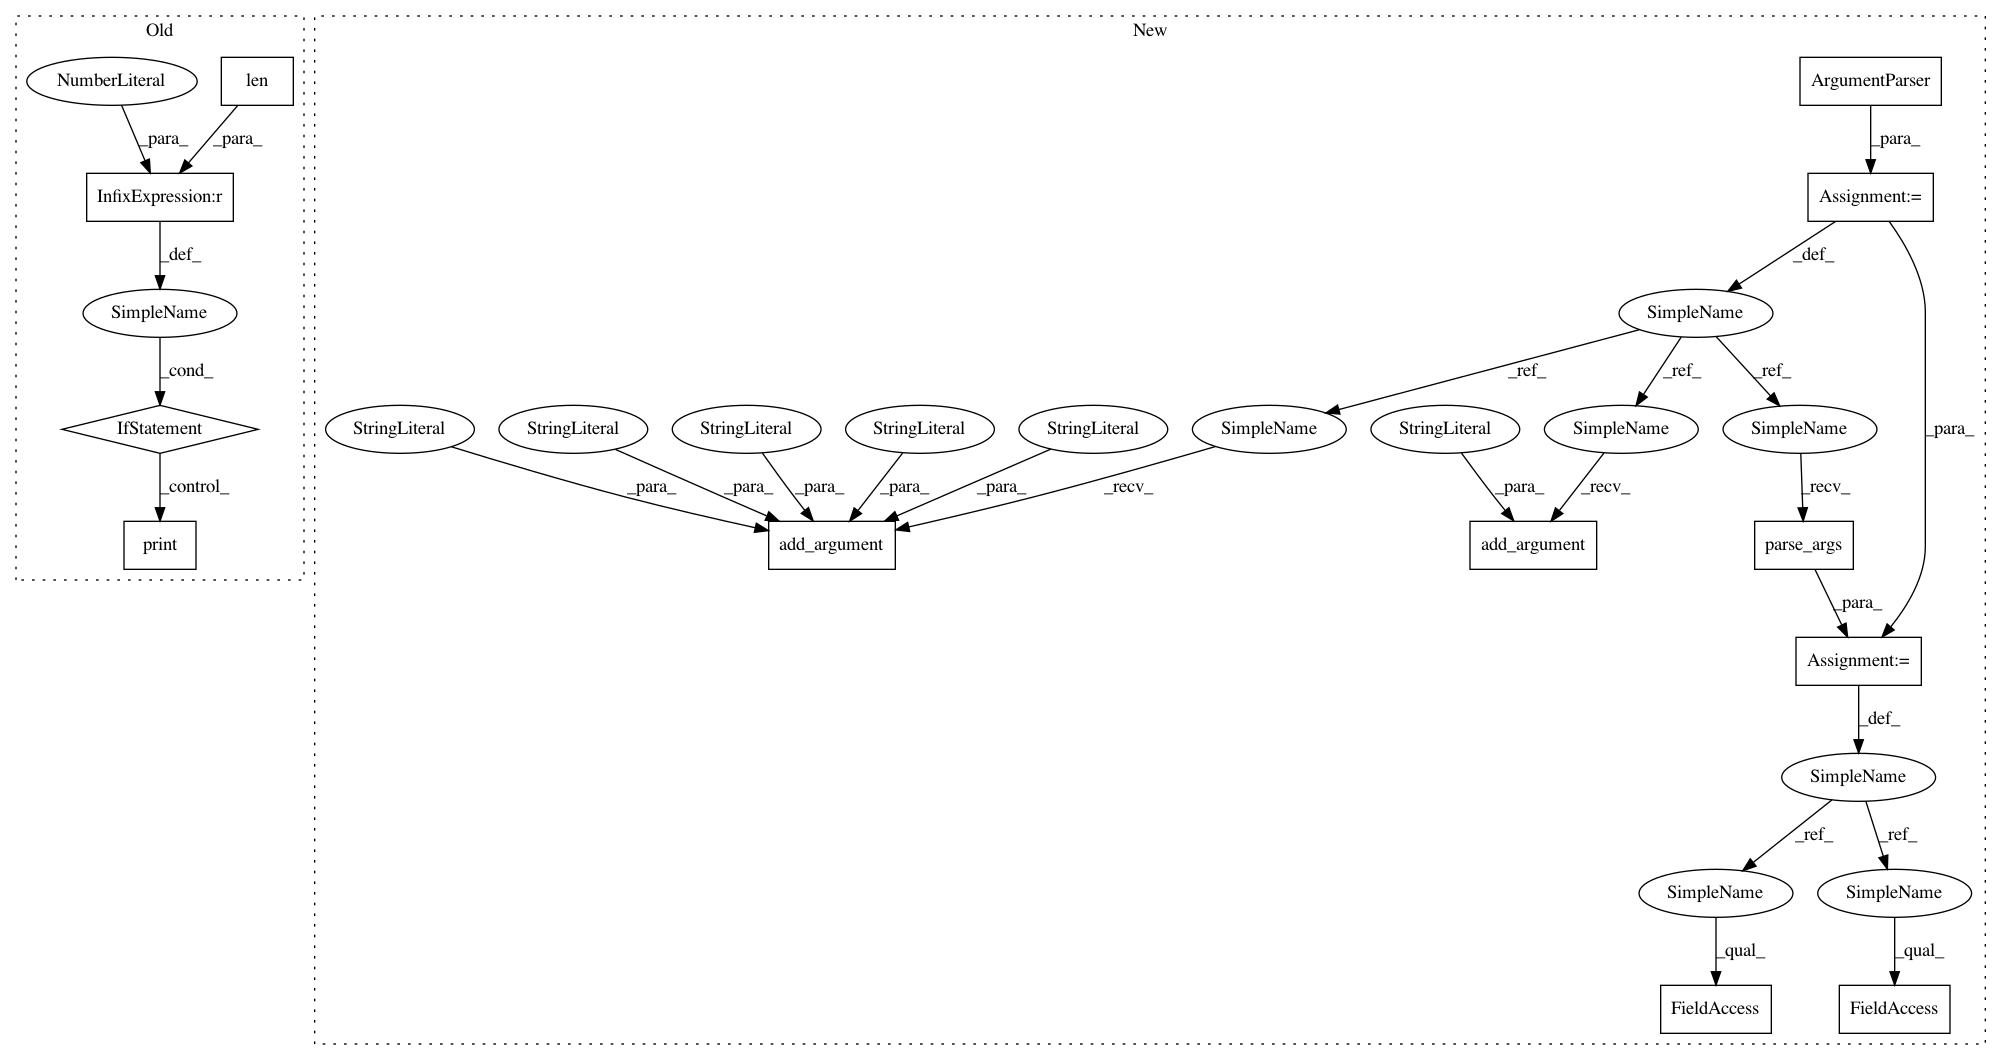 Old
New
NumberLiteral
len
ArgumentParser
_para_
_para_
_para_
InfixExpression:r
Assignment:=
_def_
_def_
SimpleName
SimpleName
_cond_
_ref_
_ref_
_ref_
IfStatement
StringLiteral
StringLiteral
StringLiteral
StringLiteral
StringLiteral
SimpleName
StringLiteral
SimpleName
SimpleName
_para_
_control_
_para_
_para_
_para_
_para_
_para_
_recv_
_para_
_recv_
_recv_
print
add_argument
add_argument
parse_args
_para_
Assignment:=
_def_
SimpleName
_ref_
_ref_
SimpleName
SimpleName
_qual_
_qual_
FieldAccess
FieldAccess